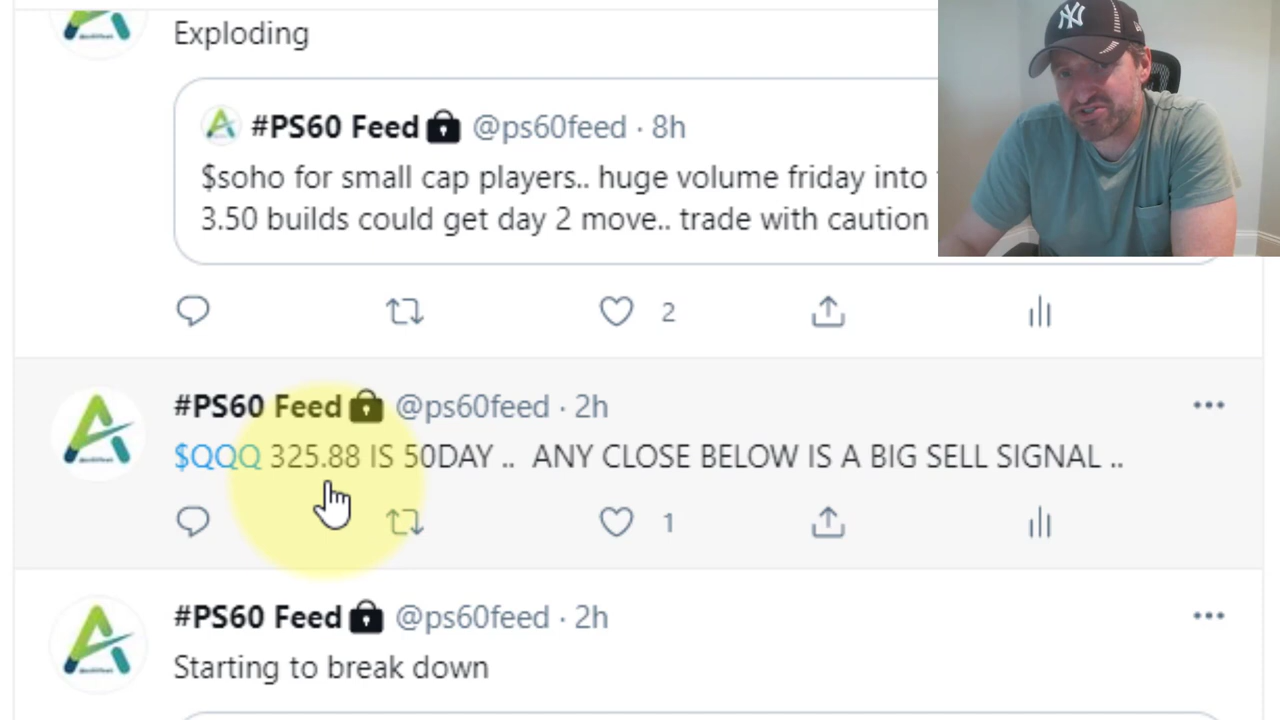 Exploding
#PS60 Feed @ps60feed · 8h
$soho for small cap players.. huge volume friday into
3.50 builds could get day 2 move.. trade with caution
2
#PS60 Feed @ps60feed · 2h
$QQQ 325.88 IS 50DAY .. ANY CLOSE BELOW IS A BIG SELL SIGNAL ..
1
#PS60 Feed @ps60feed · 2h
Starting to break down